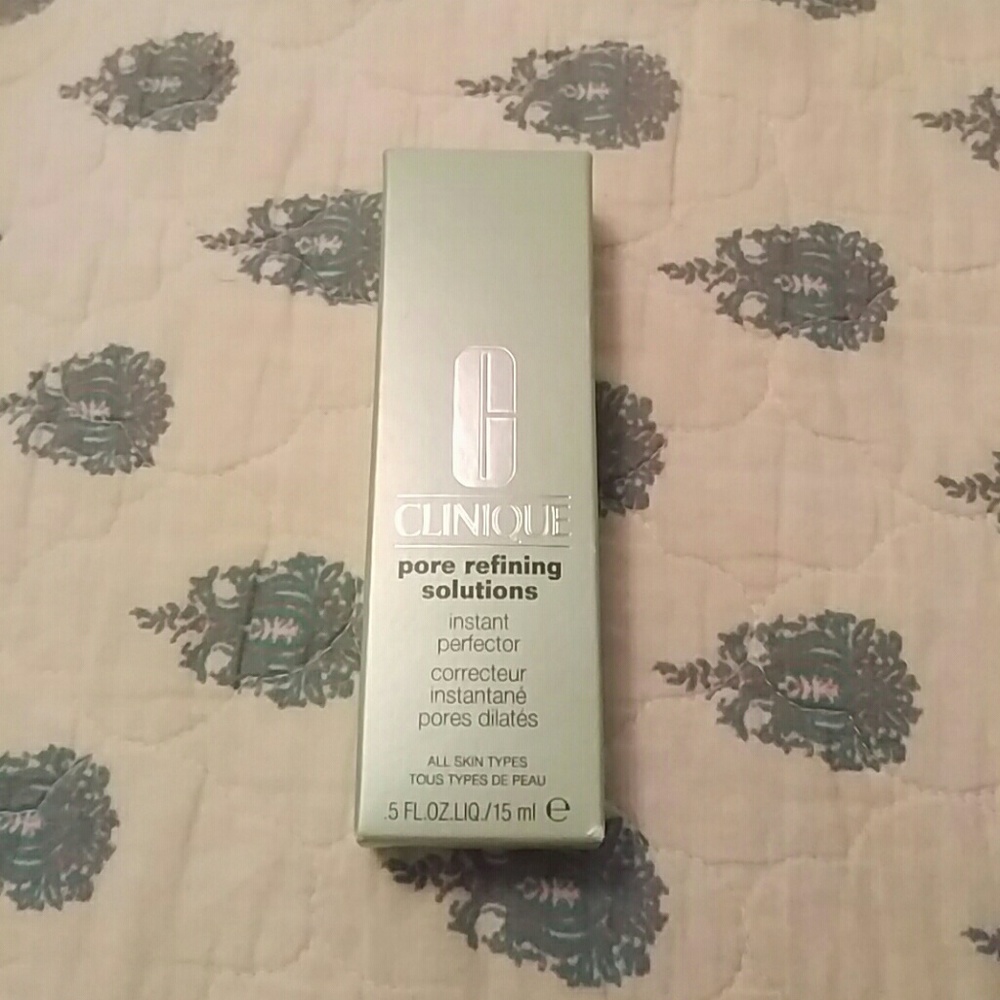 CLINIQUE
pore refining
solutions
instant
perfector
correcteur
instantané
pores dilatés
ALL SKIN TYPES
TOUS TYPES DE PEAU
.5 FL.OZ.LIQ./15 ml ℮